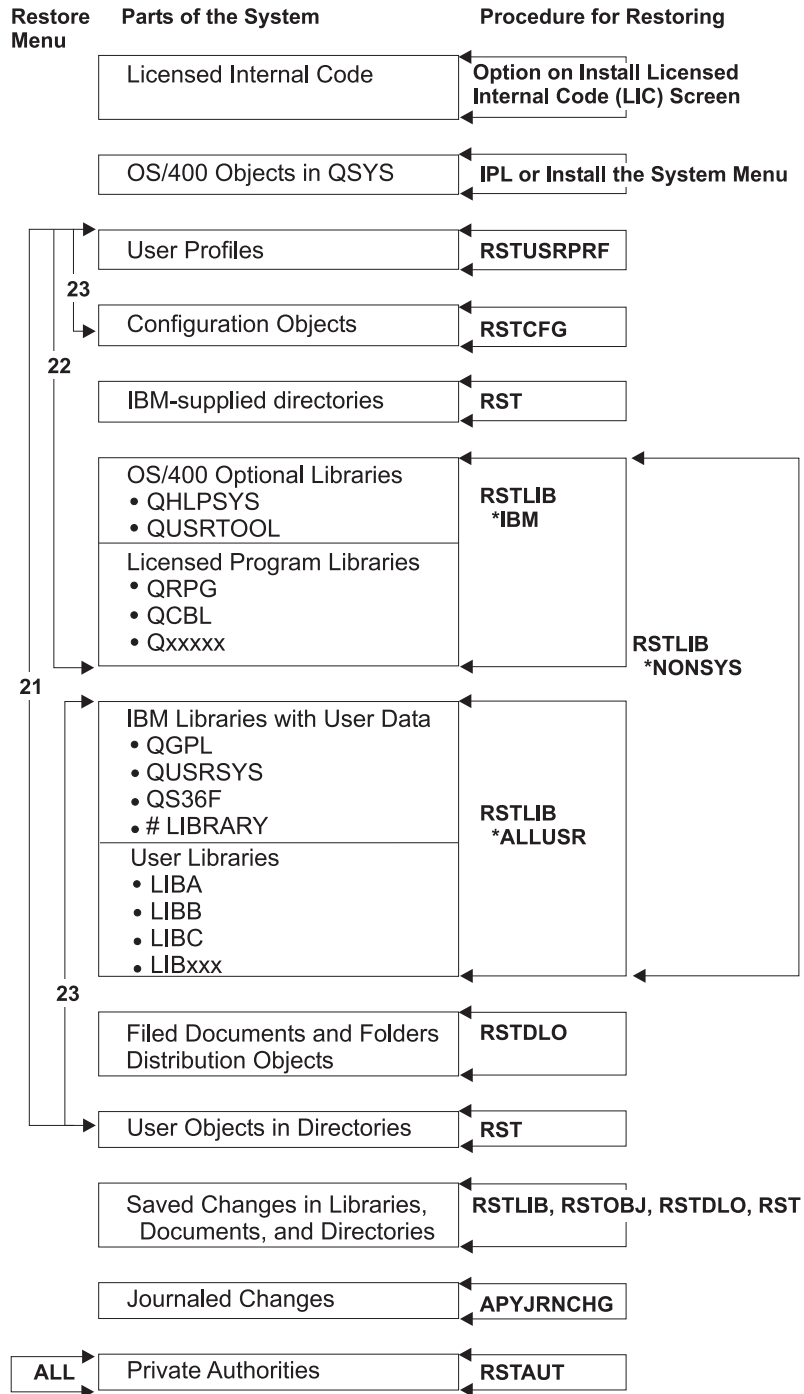 Restore Menu
Parts of the System
Procedure for Restoring
Licensed Internal Code
Option on Install Licensed
Internal Code (LIC) Screen
OS/400 Objects in QSYS
IPL or Install the System Menu
User Profiles
RSTUSRPRF
23
Configuration Objects
RSTCFG
22
IBM-supplied directories
RST
OS/400 Optional Libraries
• QHLPSYS
• QUSRTOOL
RSTLIB
*IBM
Licensed Program Libraries
• QRPG
• QCBL
• Qxxxxx
RSTLIB
*NONSYS
21
IBM Libraries with User Data
• QGPL
• QUSRSYS
• QS36F
• # LIBRARY
RSTLIB
*ALLUSR
User Libraries
• LIBA
• LIBB
• LIBC
• LIBxxx
23
Filed Documents and Folders
Distribution Objects
RSTDLO
User Objects in Directories
RST
Saved Changes in Libraries,
Documents, and Directories
RSTLIB, RSTOBJ, RSTDLO, RST
Journaled Changes
APYJRNCHG
ALL
Private Authorities
RSTAUT